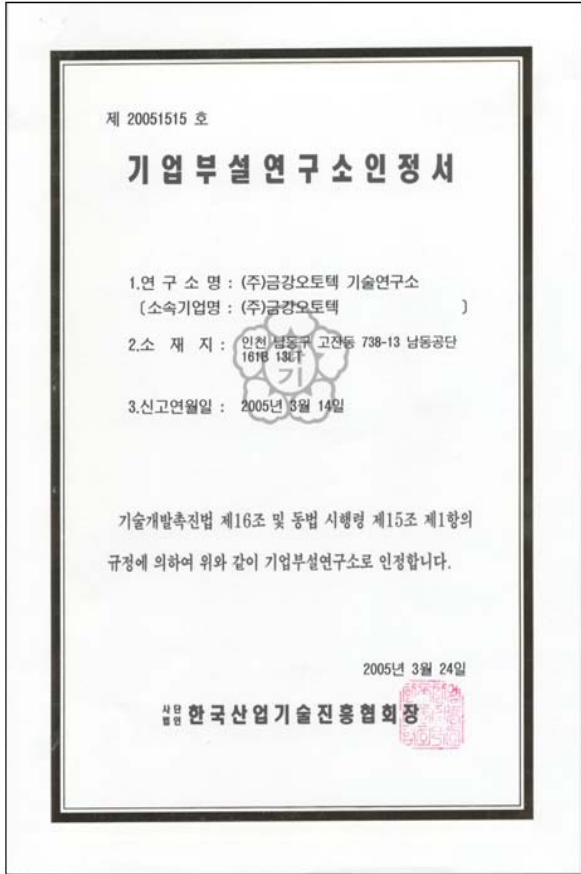 제 20051515 호
기업부설연구소인정서
1.연 구 소 명 : (주)금강오토텍 기술연구소
〔소속기업명 : (주)금강오토텍 〕
2.소 재 지 : 인천 남동구 고잔동 738-13 남동공단
161B 13LT
기
3.신고연월일 : 2005년 3월 14일
기술개발촉진법 제16조 및 동법 시행령 제15조 제1항의
규정에 의하여 위와 같이 기업부설연구소로 인정합니다.
2005년 3월 24일
사단
법인 한국산업기술진흥협회장